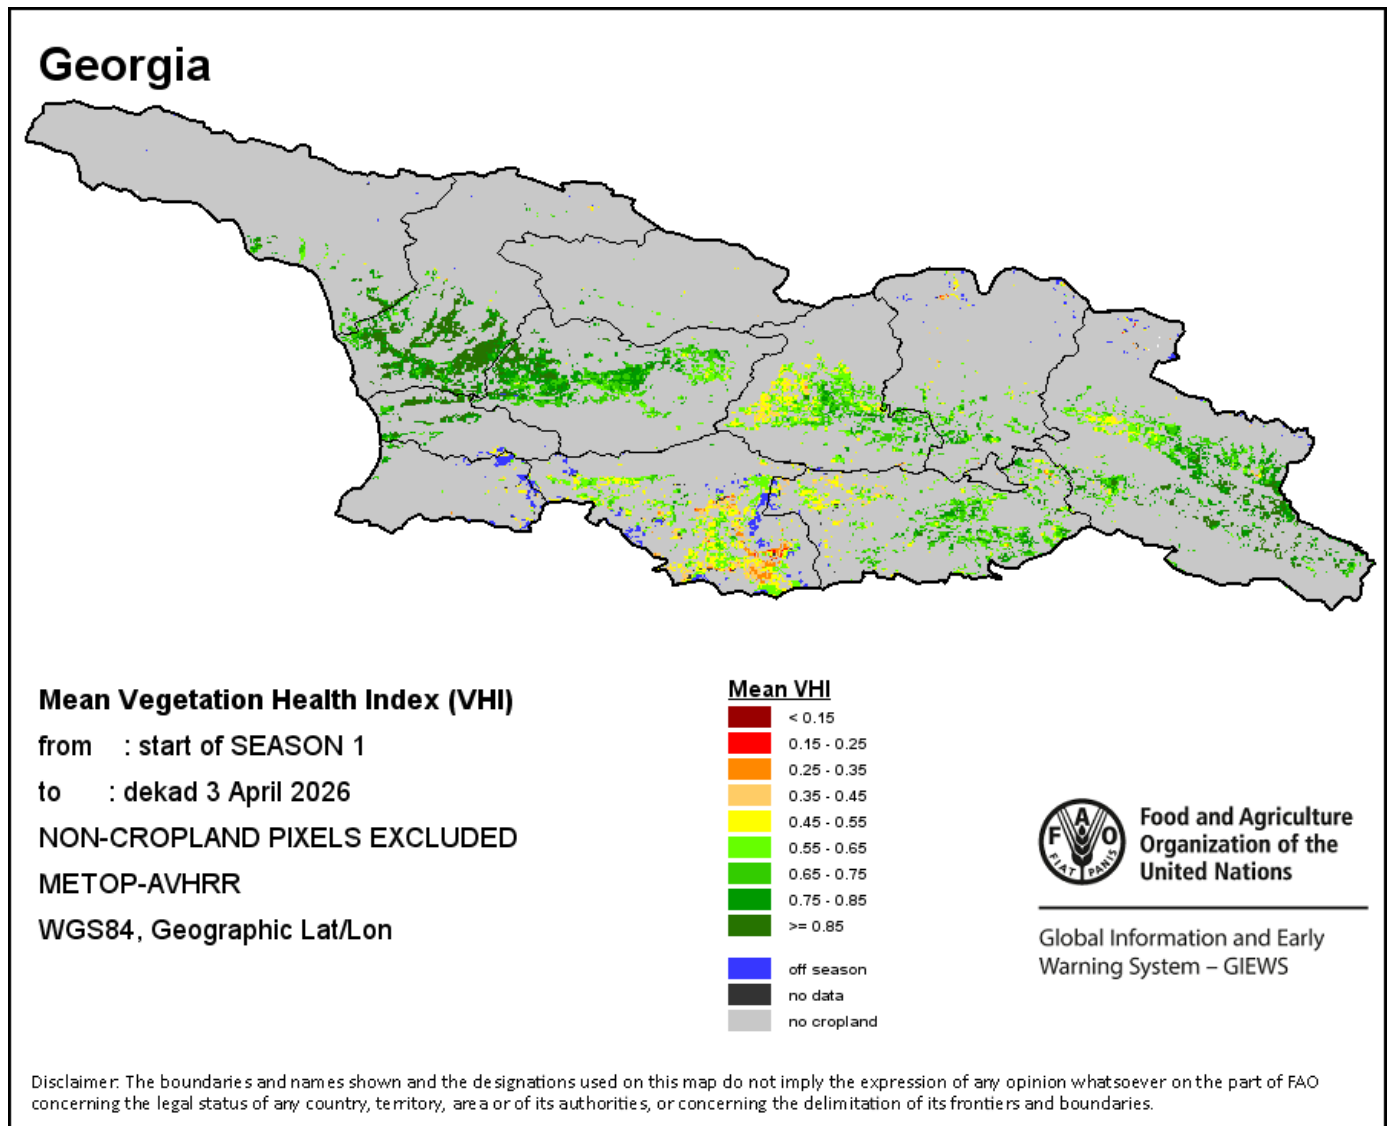 Georgia
Mean Vegetation Health Index (VHI)
from : start of SEASON 1
to : dekad 3 April 2026
NON-CROPLAND PIXELS EXCLUDED
METOP-AVHRR
WGS84, Geographic Lat/Lon
Mean VHI
< 0.15
0.15 - 0.25
0.25 - 0.35
0.35 - 0.45
0.45 - 0.55
0.55 - 0.65
0.65 - 0.75
0.75 - 0.85
>= 0.85
off season
no data
no cropland
F A O
FIAT PANIS
Food and Agriculture
Organization of the
United Nations
Global Information and Early
Warning System – GIEWS
Disclaimer: The boundaries and names shown and the designations used on this map do not imply the expression of any opinion whatsoever on the part of FAO
concerning the legal status of any country, territory, area or of its authorities, or concerning the delimitation of its frontiers and boundaries.